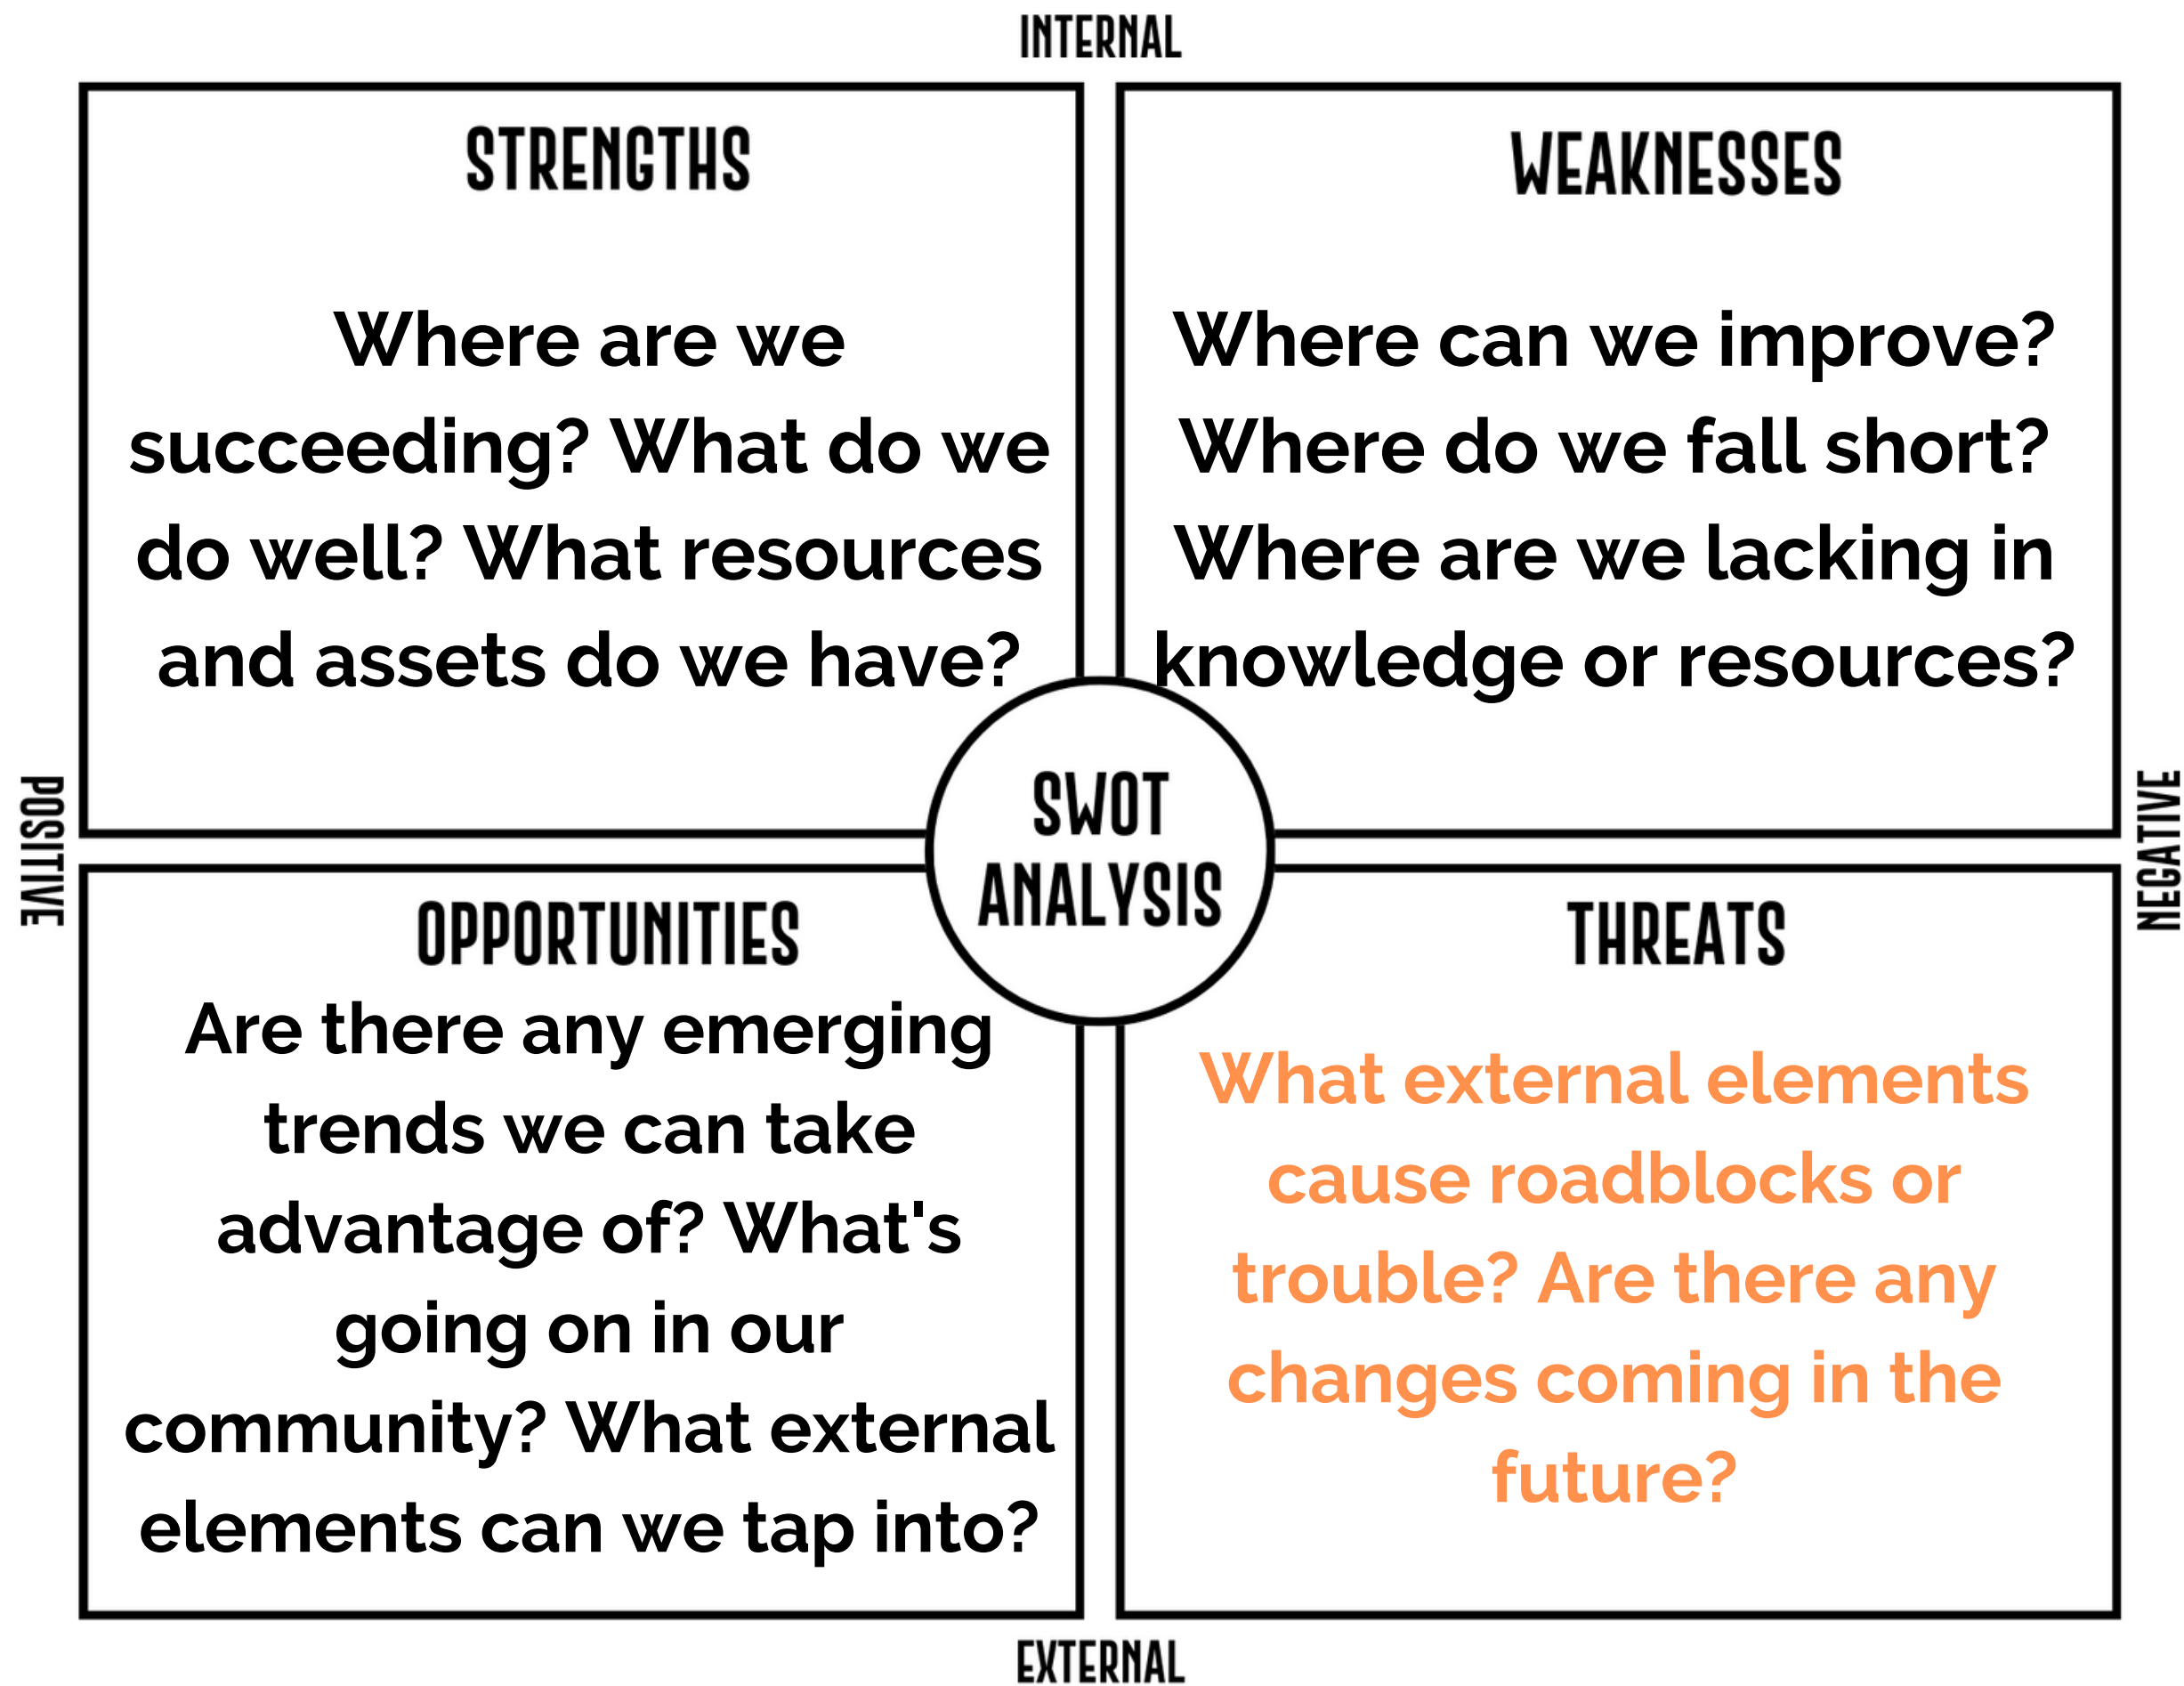 INTERNAL
STRENGTHS
Where are we
succeeding? What do we
do well? What resources
and assets do we have?
WEAKNESSES
Where can we improve?
Where do we fall short?
Where are we lacking in
knowledge or resources?
POSITIVE
SWOT
ANALYSIS
NEGATIVE
OPPORTUNITIES
Are there any emerging
trends we can take
advantage of? What's
going on in our
community? What external
elements can we tap into?
THREATS
What external elements
cause roadblocks or
trouble? Are there any
changes coming in the
future?
EXTERNAL